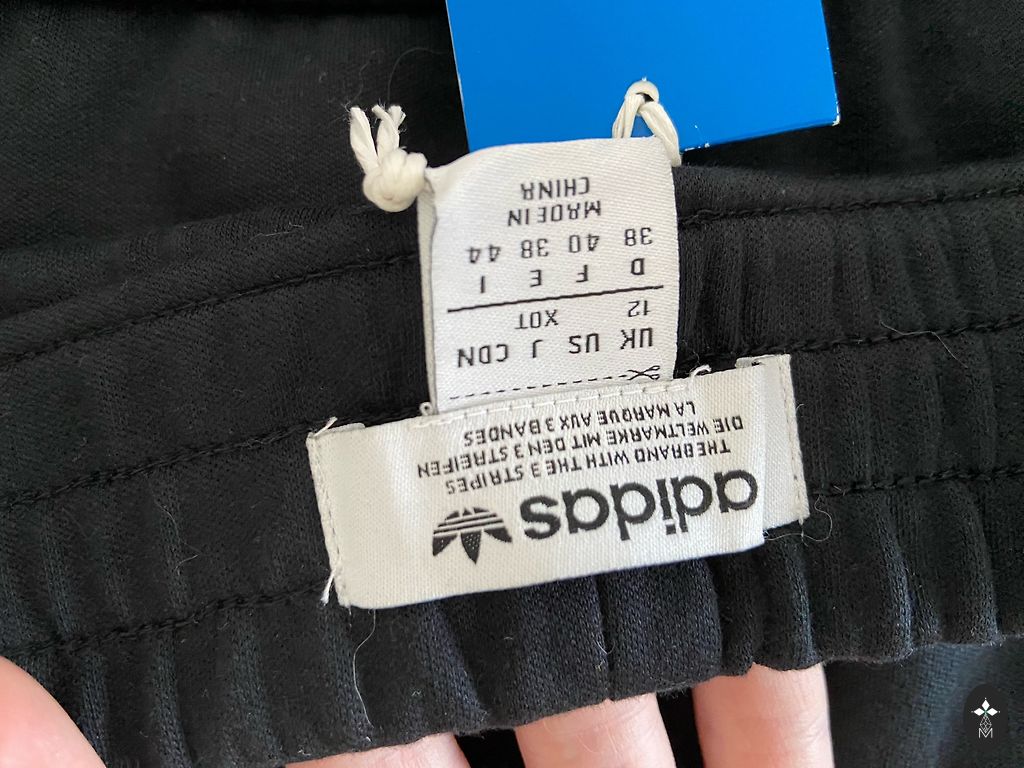 adidas
THE BRAND WITH THE 3 STRIPES
DIE WELTMARKE MIT DEN 3 STREIFEN
LA MARQUE AUX 3 BANDES
UK US J CDN
12 XOT
D F E I
38 40 38 44
MADE IN
CHINA